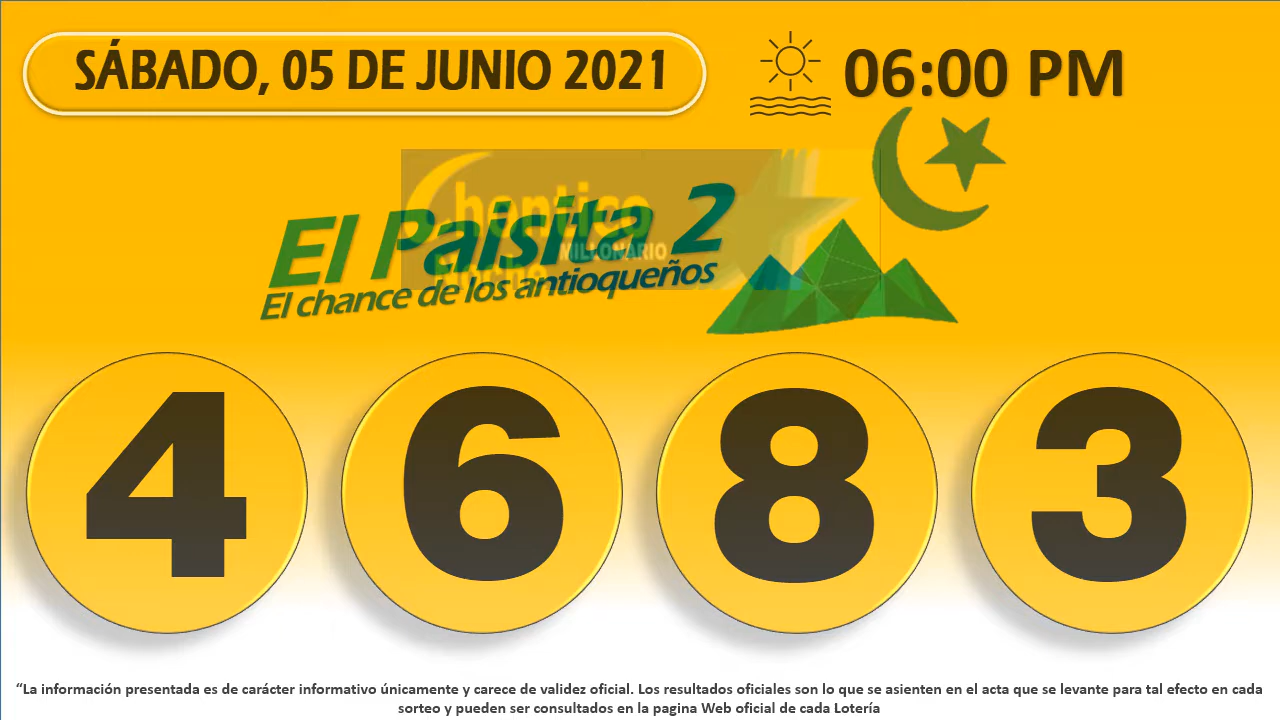 SÁBADO, 05 DE JUNIO 2021
06:00 PM
El Paisita 2
Chontico
MILLONARIO
Noche
El chance de los antioqueños
4 6 8 3
“La información presentada es de carácter informativo únicamente y carece de validez oficial. Los resultados oficiales son lo que se asienten en el acta que se levante para tal efecto en cada
sorteo y pueden ser consultados en la pagina Web oficial de cada Lotería